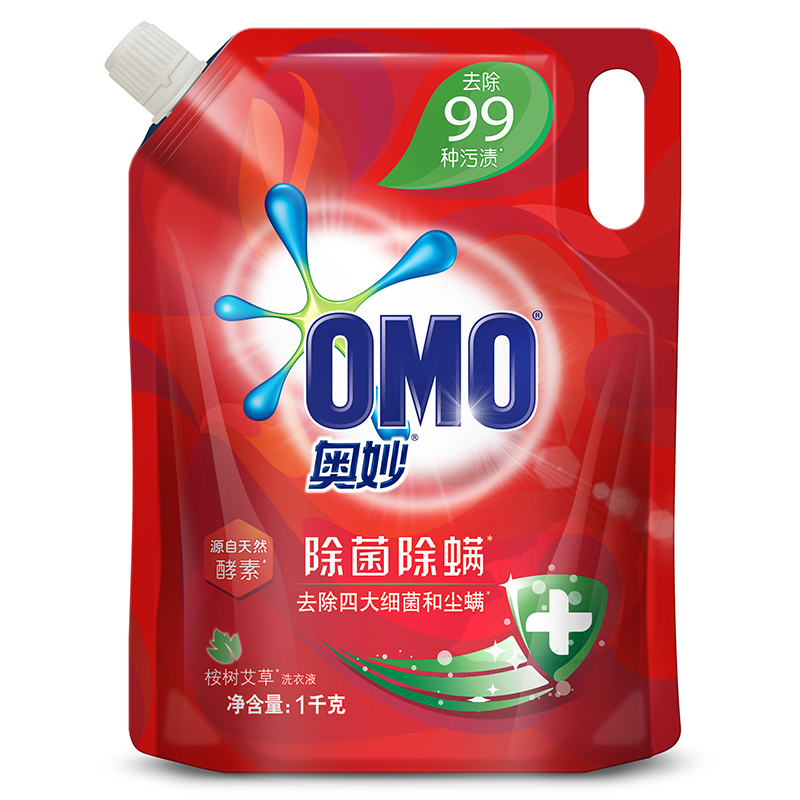 去除
99
种污渍*
OMO®
奥妙®
源自天然
酵素*
除菌除螨*
去除四大细菌和尘螨*
桉树艾草* 洗衣液
净含量:1千克